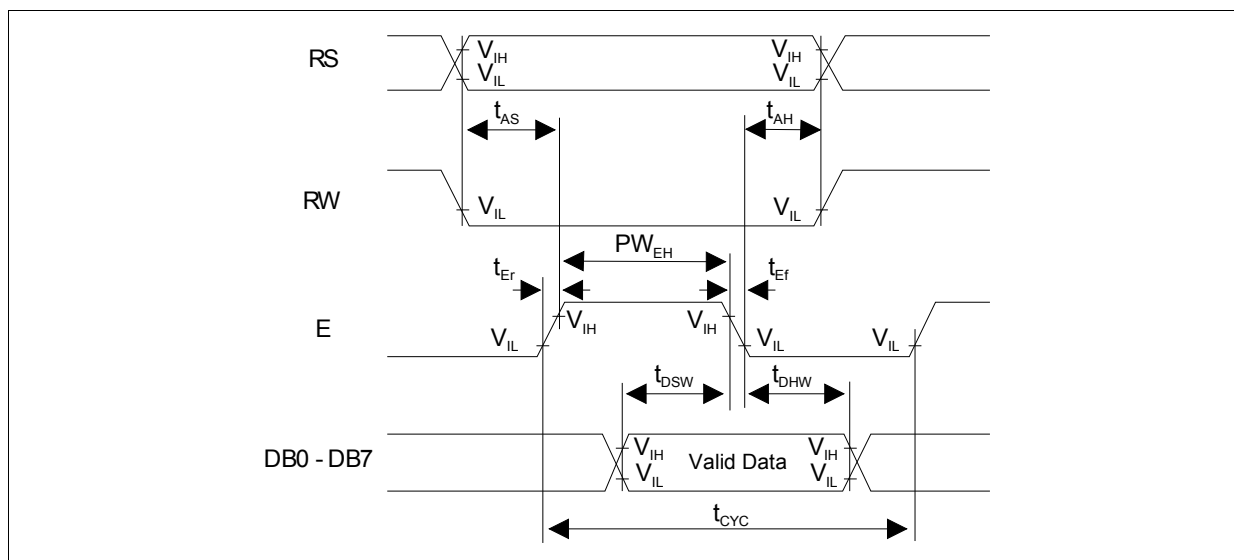 RS
V_IH V_IH
V_IL V_IL
t_AS t_AH
RW
V_IL V_IL
PW_EH
t_Er t_Ef
E
V_IH V_IH
V_IL V_IL V_IL
t_DSW t_DHW
DB0 - DB7
V_IH Valid Data V_IH
V_IL V_IL
t_CYC